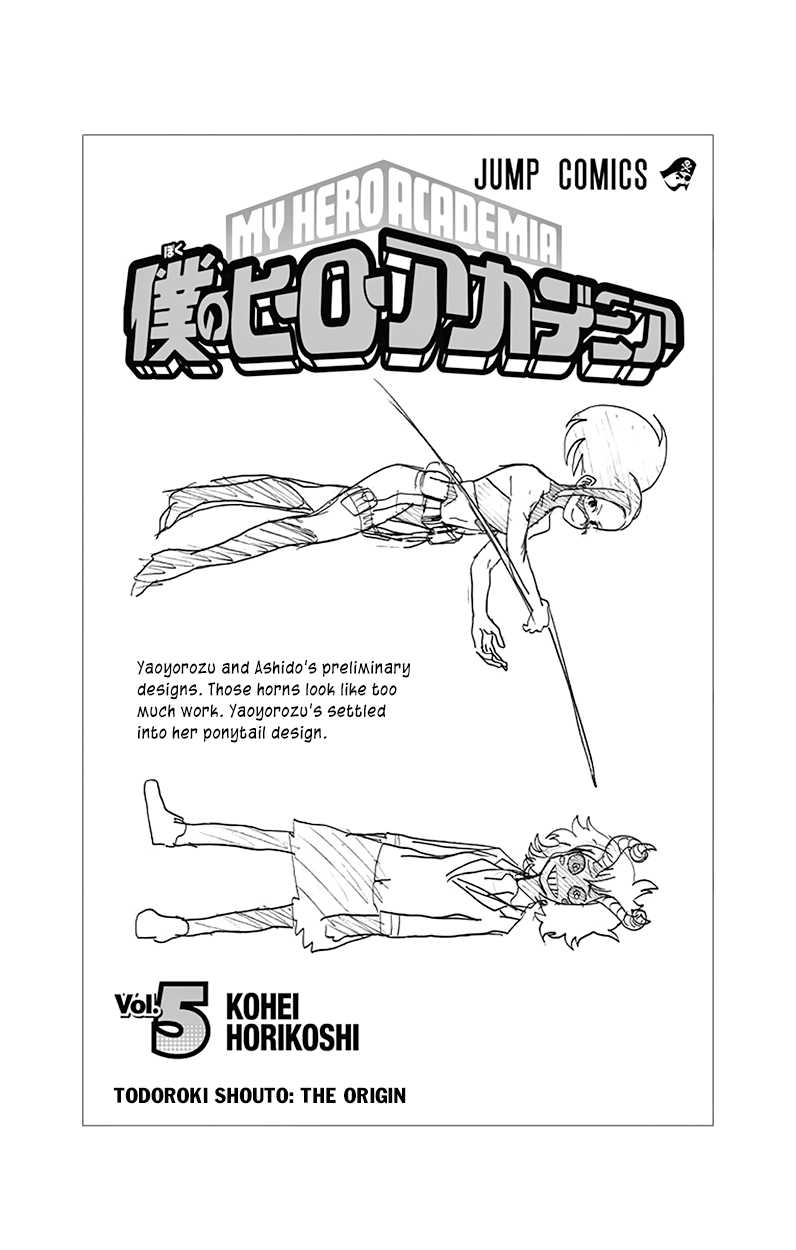 JUMP COMICS
MY HERO ACADEMIA
ぼく
僕のヒーローアカデミア
Yaoyorozu and Ashido's preliminary
designs. Those horns look like too
much work. Yaoyorozu's settled
into her ponytail design.
Vol.5
KOHEI
HORIKOSHI
TODOROKI SHOUTO: THE ORIGIN